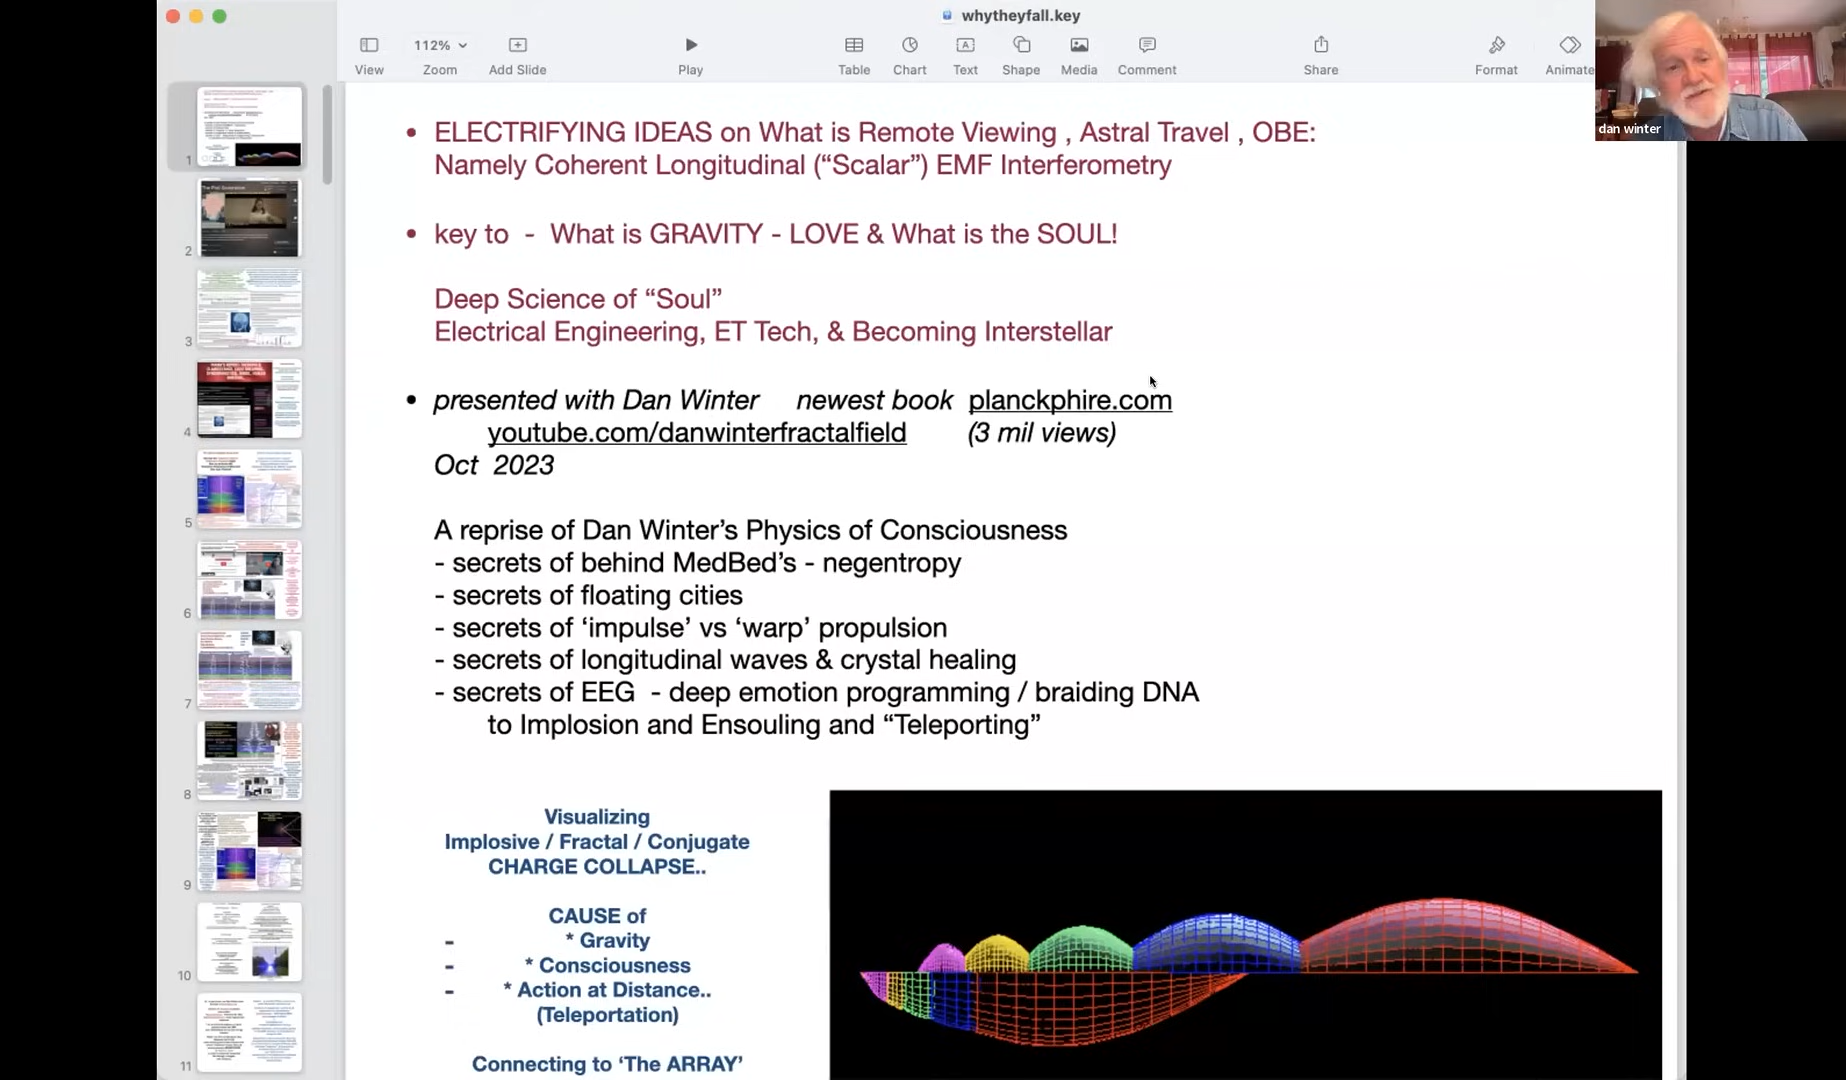 whytheyfall.key
112%
View
Zoom
Add Slide
Play
Table
Chart
Text
Shape
Media
Comment
Share
Format
Animate
dan winter
• ELECTRIFYING IDEAS on What is Remote Viewing , Astral Travel , OBE:
Namely Coherent Longitudinal (“Scalar”) EMF Interferometry
• key to - What is GRAVITY - LOVE & What is the SOUL!
Deep Science of “Soul”
Electrical Engineering, ET Tech, & Becoming Interstellar
• presented with Dan Winter newest book planckphire.com
youtube.com/danwinterfractalfield (3 mil views)
Oct 2023
A reprise of Dan Winter’s Physics of Consciousness
- secrets of behind MedBed’s - negentropy
- secrets of floating cities
- secrets of ‘impulse’ vs ‘warp’ propulsion
- secrets of longitudinal waves & crystal healing
- secrets of EEG - deep emotion programming / braiding DNA
to Implosion and Ensouling and “Teleporting”
Visualizing
Implosive / Fractal / Conjugate
CHARGE COLLAPSE..
CAUSE of
- * Gravity
- * Consciousness
- * Action at Distance..
(Teleportation)
Connecting to ‘The ARRAY’
1
2
3
4
5
6
7
8
9
10
11